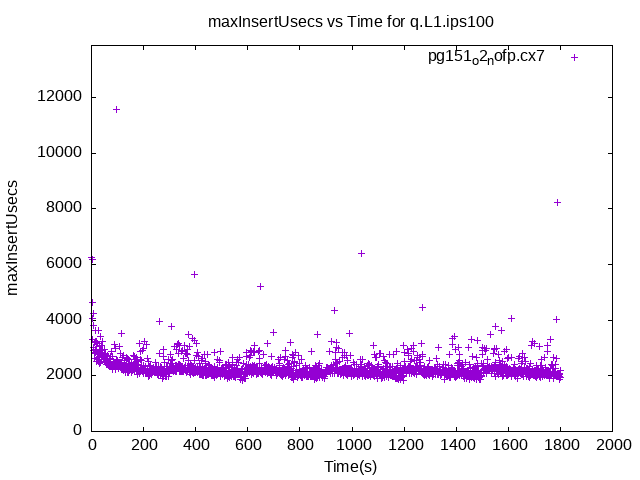 maxInsertUsecs vs Time for q.L1.ips100
pg151o2nofp.cx7
12000
10000
8000
6000
4000
2000
0
maxInsertUsecs
0 200 400 600 800 1000 1200 1400 1600 1800 2000
Time(s)